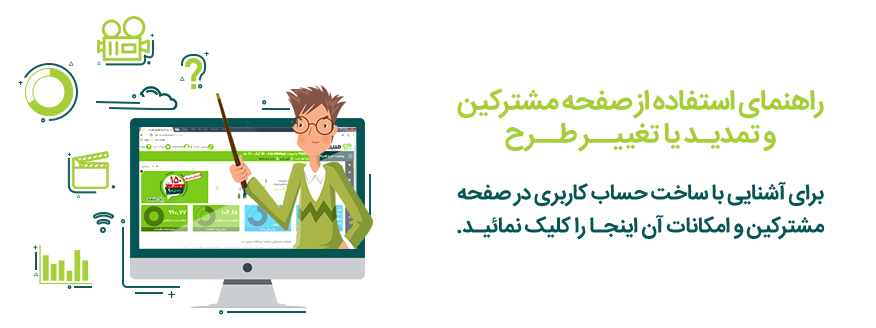 راهنمای استفاده از صفحه مشترکین
و تمدید یا تغییر طرح
برای آشنایی با ساخت حساب کاربری در صفحه
مشترکین و امکانات آن اینجا را کلیک نمائید.
?
۱۵۰